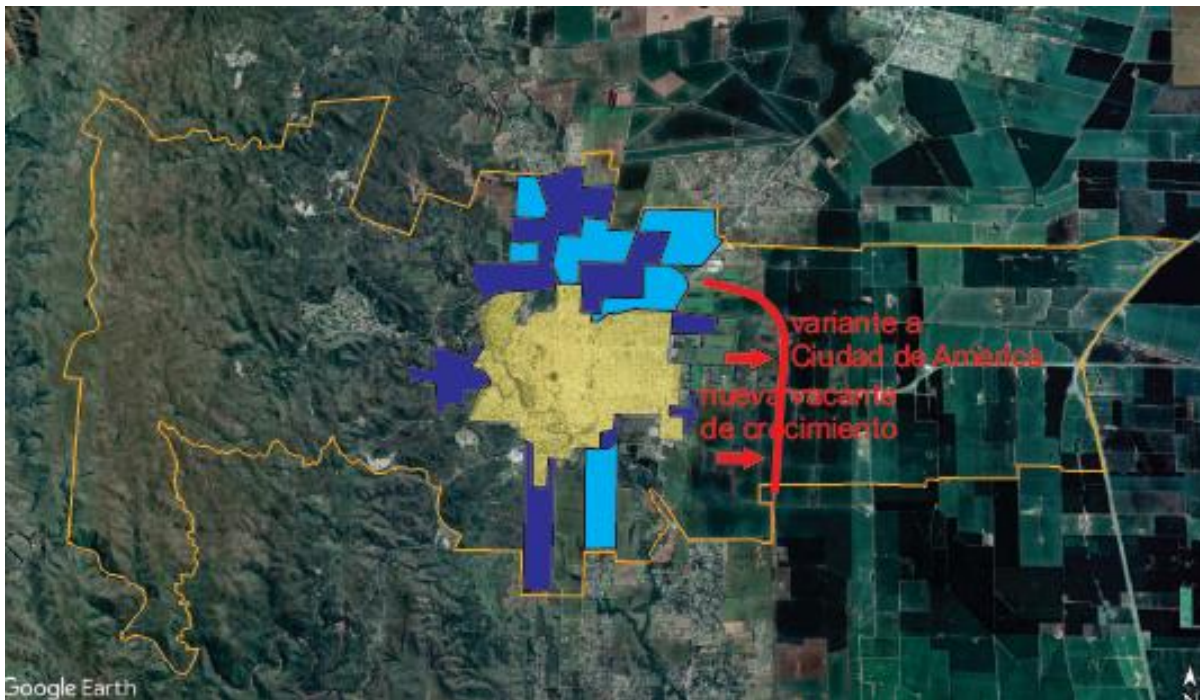 variante a
Ciudad de America
nueva vacante
de crecimiento
Google Earth